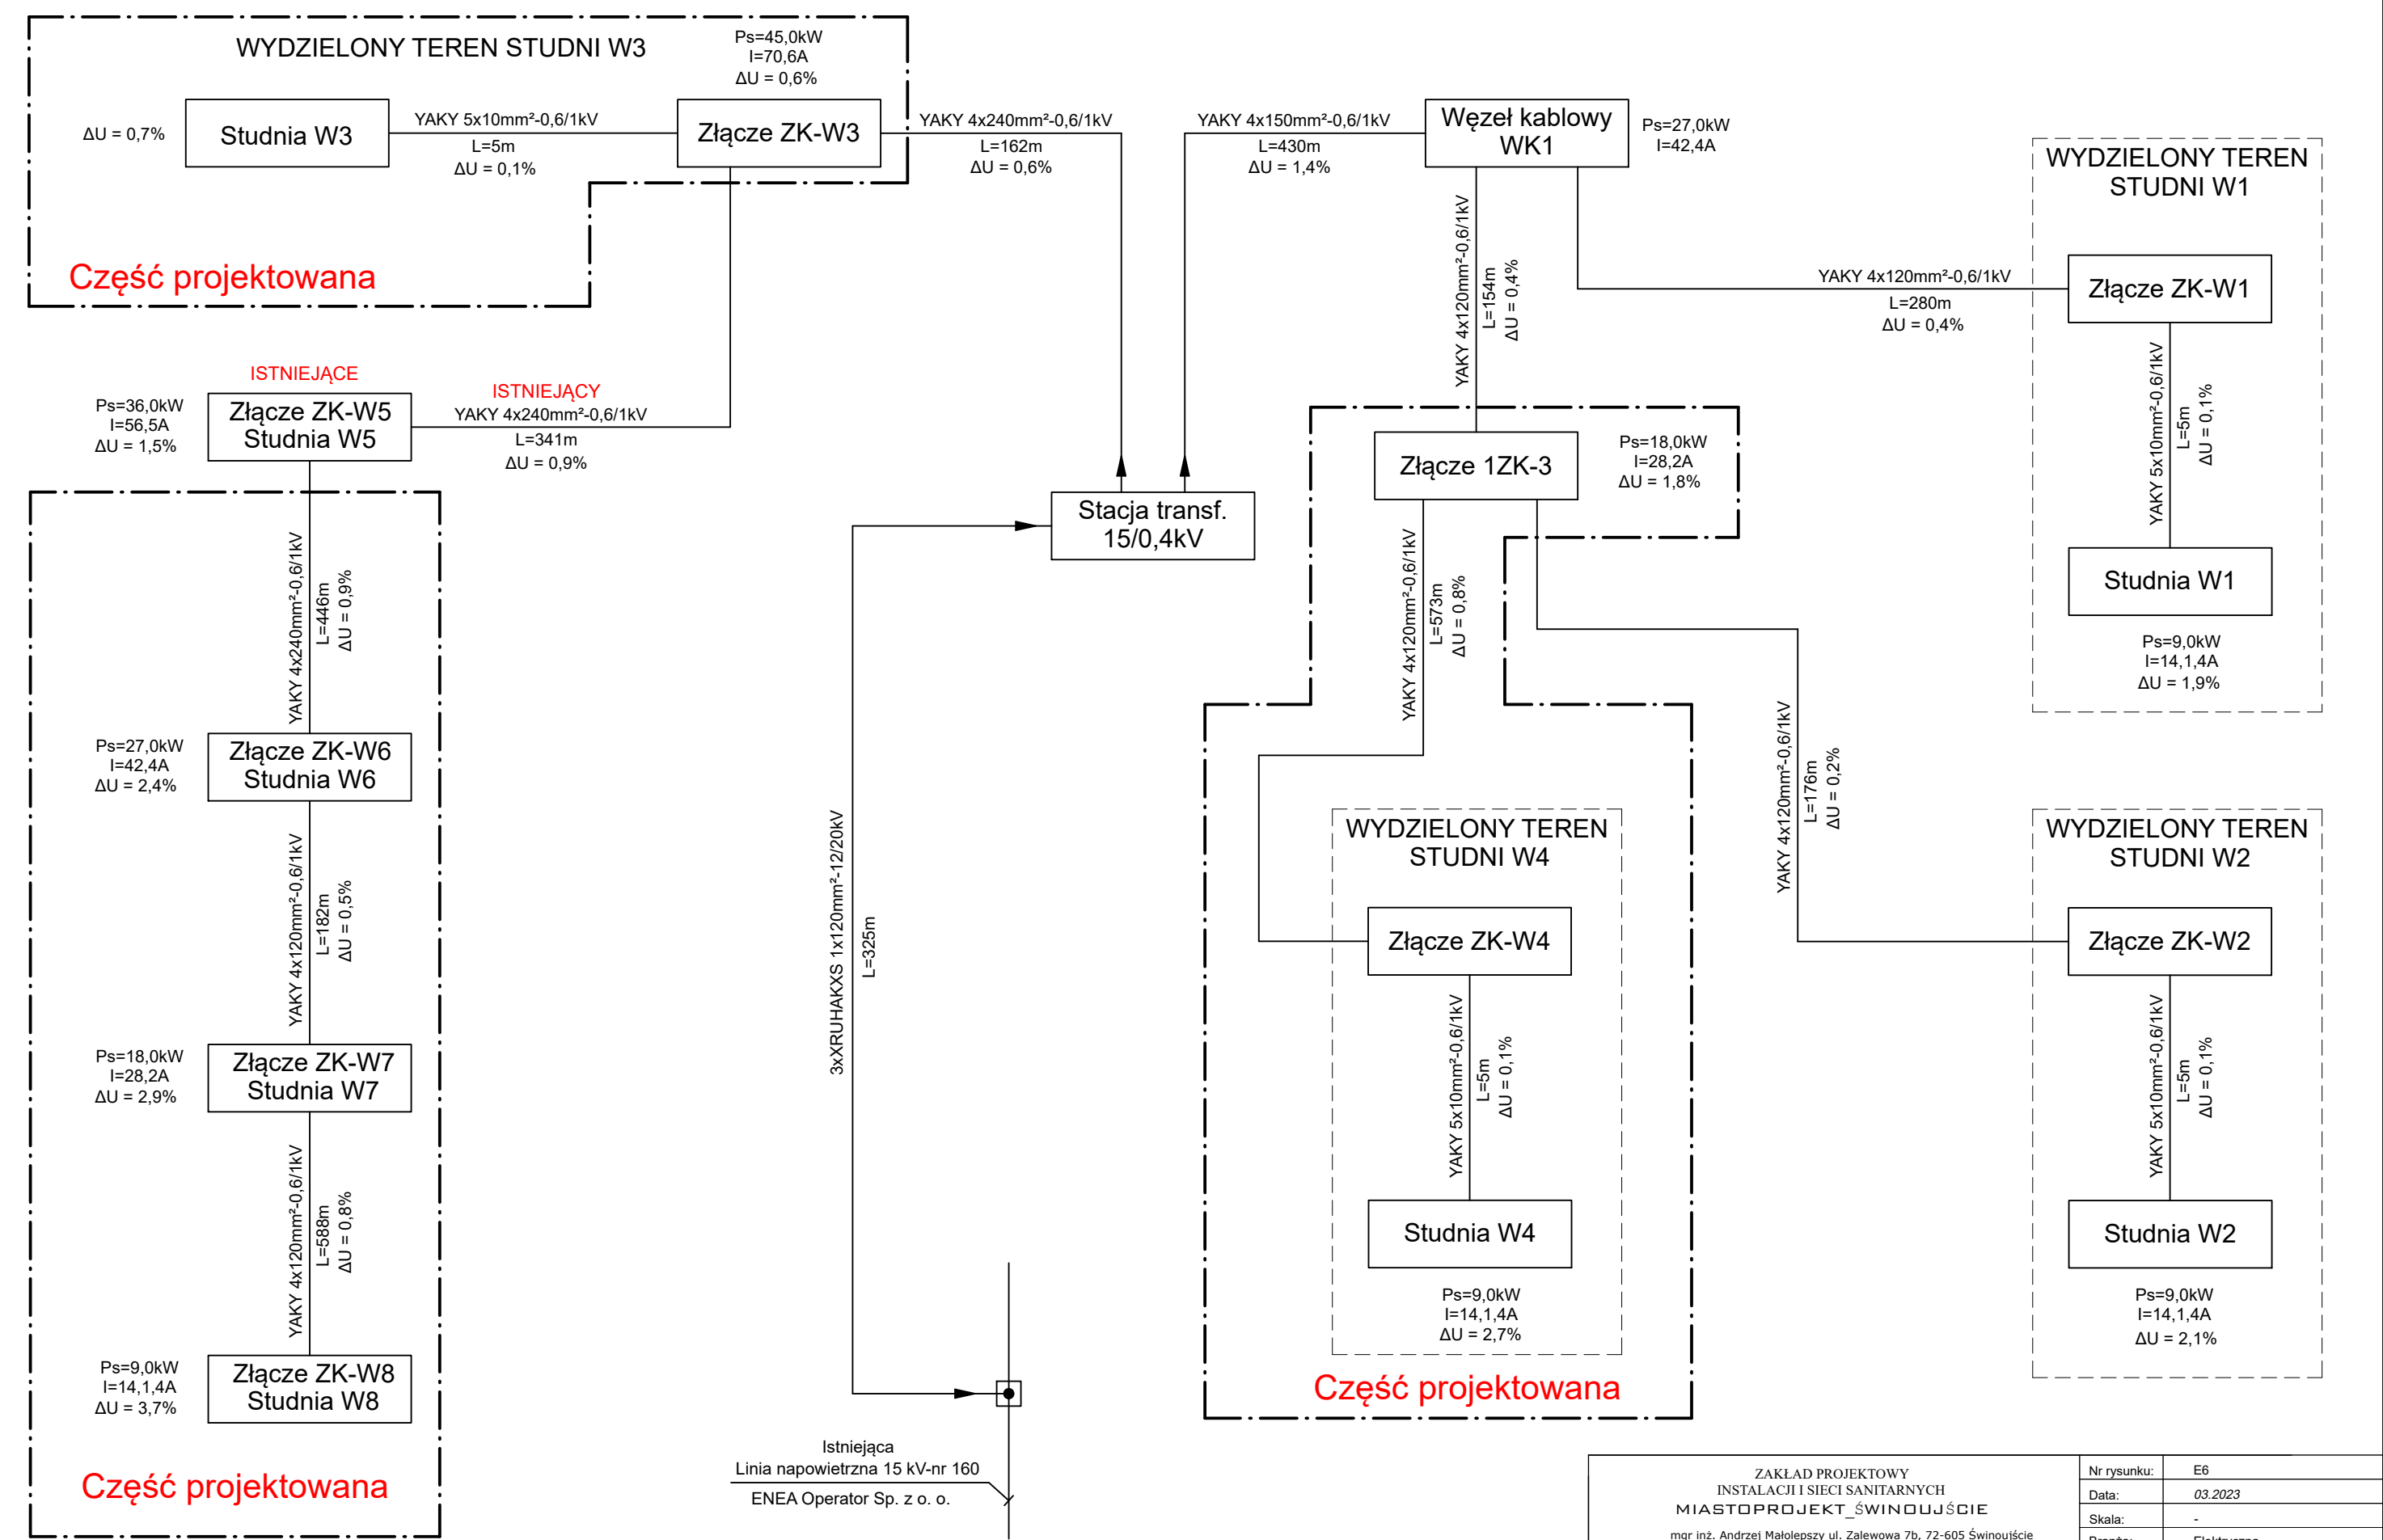 WYDZIELONY TEREN STUDNI W3
Ps=45,0kW
I=70,6A
ΔU = 0,6%
ΔU = 0,7%
Studnia W3
YAKY 5x10mm²-0,6/1kV
L=5m
ΔU = 0,1%
Złącze ZK-W3
YAKY 4x240mm²-0,6/1kV
L=162m
ΔU = 0,6%
Część projektowana
YAKY 4x150mm²-0,6/1kV
L=430m
ΔU = 1,4%
Węzeł kablowy
WK1
Ps=27,0kW
I=42,4A
WYDZIELONY TEREN
STUDNI W1
YAKY 4x120mm²-0,6/1kV
L=154m
ΔU = 0,4%
YAKY 4x120mm²-0,6/1kV
L=280m
ΔU = 0,4%
Złącze ZK-W1
YAKY 5x10mm²-0,6/1kV
L=5m
ΔU = 0,1%
Studnia W1
Ps=9,0kW
I=14,1,4A
ΔU = 1,9%
ISTNIEJĄCE
Ps=36,0kW
I=56,5A
ΔU = 1,5%
Złącze ZK-W5
Studnia W5
ISTNIEJĄCY
YAKY 4x240mm²-0,6/1kV
L=341m
ΔU = 0,9%
Stacja transf.
15/0,4kV
Złącze 1ZK-3
Ps=18,0kW
I=28,2A
ΔU = 1,8%
YAKY 4x240mm²-0,6/1kV
L=446m
ΔU = 0,9%
Ps=27,0kW
I=42,4A
ΔU = 2,4%
Złącze ZK-W6
Studnia W6
YAKY 4x120mm²-0,6/1kV
L=182m
ΔU = 0,5%
Ps=18,0kW
I=28,2A
ΔU = 2,9%
Złącze ZK-W7
Studnia W7
YAKY 4x120mm²-0,6/1kV
L=588m
ΔU = 0,8%
Ps=9,0kW
I=14,1,4A
ΔU = 3,7%
Złącze ZK-W8
Studnia W8
Część projektowana
3xXRUHAKXS 1x120mm²-12/20kV
L=325m
Istniejąca
Linia napowietrzna 15 kV-nr 160
ENEA Operator Sp. z o. o.
YAKY 4x120mm²-0,6/1kV
L=573m
ΔU = 0,8%
WYDZIELONY TEREN
STUDNI W4
Złącze ZK-W4
YAKY 5x10mm²-0,6/1kV
L=5m
ΔU = 0,1%
Studnia W4
Ps=9,0kW
I=14,1,4A
ΔU = 2,7%
Część projektowana
YAKY 4x120mm²-0,6/1kV
L=176m
ΔU = 0,2%
WYDZIELONY TEREN
STUDNI W2
Złącze ZK-W2
YAKY 5x10mm²-0,6/1kV
L=5m
ΔU = 0,1%
Studnia W2
Ps=9,0kW
I=14,1,4A
ΔU = 2,1%
ZAKŁAD PROJEKTOWY
INSTALACJI I SIECI SANITARNYCH
MIASTOPROJEKT_ŚWINOUJŚCIE
mgr inż. Andrzej Małolepszy ul. Zalewowa 7b, 72-605 Świnoujście
Nr rysunku: E6
Data: 03.2023
Skala: -
Branża: Elektryczna